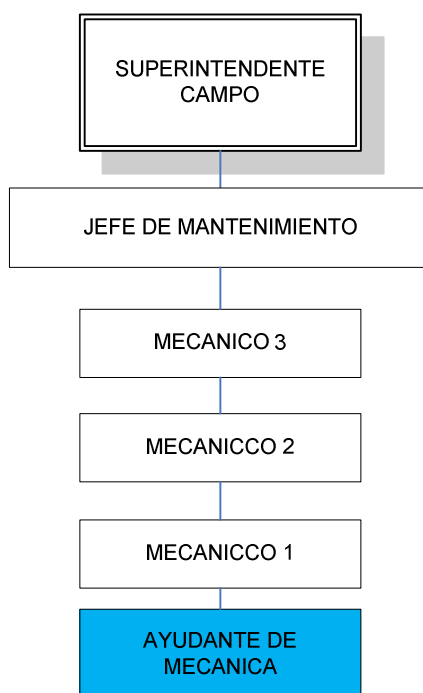 SUPERINTENDENTE
CAMPO
JEFE DE MANTENIMIENTO
MECANICO 3
MECANICCO 2
MECANICCO 1
AYUDANTE DE
MECANICA